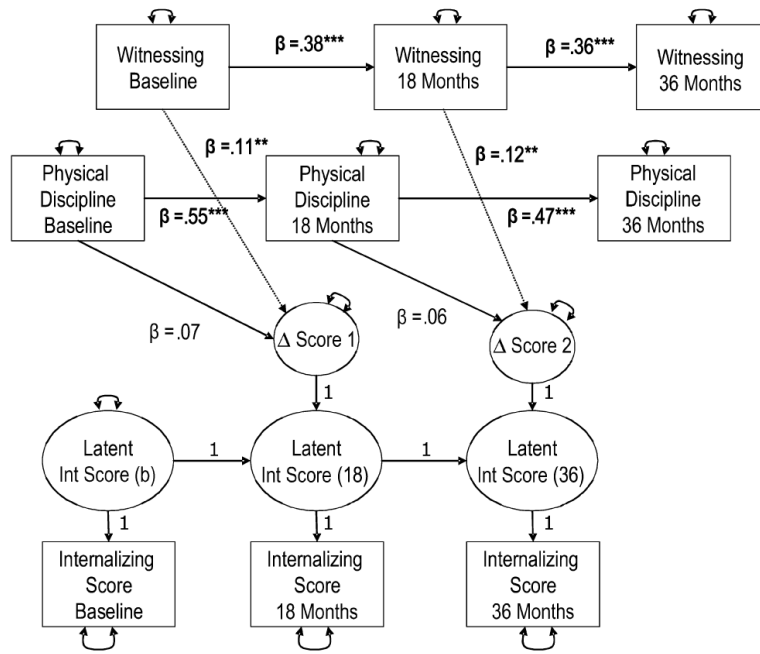 Witnessing
Baseline
β =.38***
Witnessing
18 Months
β =.36***
Witnessing
36 Months
β =.11**
β =.12**
Physical
Discipline
Baseline
β =.55***
Physical
Discipline
18 Months
β =.47***
Physical
Discipline
36 Months
β =.07
Δ Score 1
β =.06
Δ Score 2
1
1
Latent
Int Score (b)
1
Latent
Int Score (18)
1
Latent
Int Score (36)
1
1
1
Internalizing
Score
Baseline
Internalizing
Score
18 Months
Internalizing
Score
36 Months